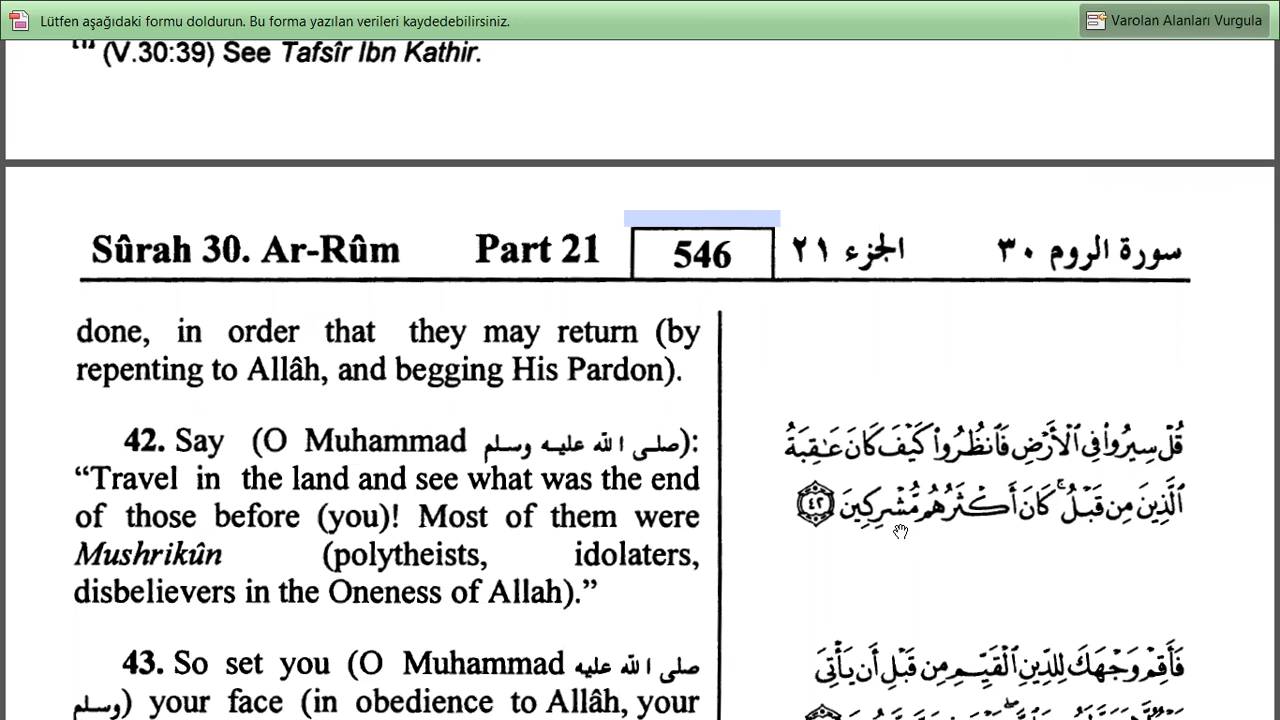 Lütfen aşağıdaki formu doldurun. Bu forma yazılan verileri kaydedebilirsiniz.
Varolan Alanları Vurgula
[1] (V.30:39) See Tafsîr Ibn Kathir.
Sûrah 30. Ar-Rûm Part 21 546 الجزء ٢١ سورة الروم ٣٠
done, in order that they may return (by
repenting to Allâh, and begging His Pardon).
42. Say (O Muhammad صلى الله عليه وسلم):
“Travel in the land and see what was the end
of those before (you)! Most of them were
Mushrikûn (polytheists, idolaters,
disbelievers in the Oneness of Allah).”
43. So set you (O Muhammad صلى الله عليه
وسلم) your face (in obedience to Allâh, your
قُلْ سِيرُوا۟ فِى ٱلْأَرْضِ فَٱنظُرُوا۟ كَيْفَ كَانَ عَـٰقِبَةُ
ٱلَّذِينَ مِن قَبْلُ ۚ كَانَ أَكْثَرُهُم مُّشْرِكِينَ ﴿٤٢﴾
فَأَقِمْ وَجْهَكَ لِلدِّينِ ٱلْقَيِّمِ مِن قَبْلِ أَن يَأْتِىَ